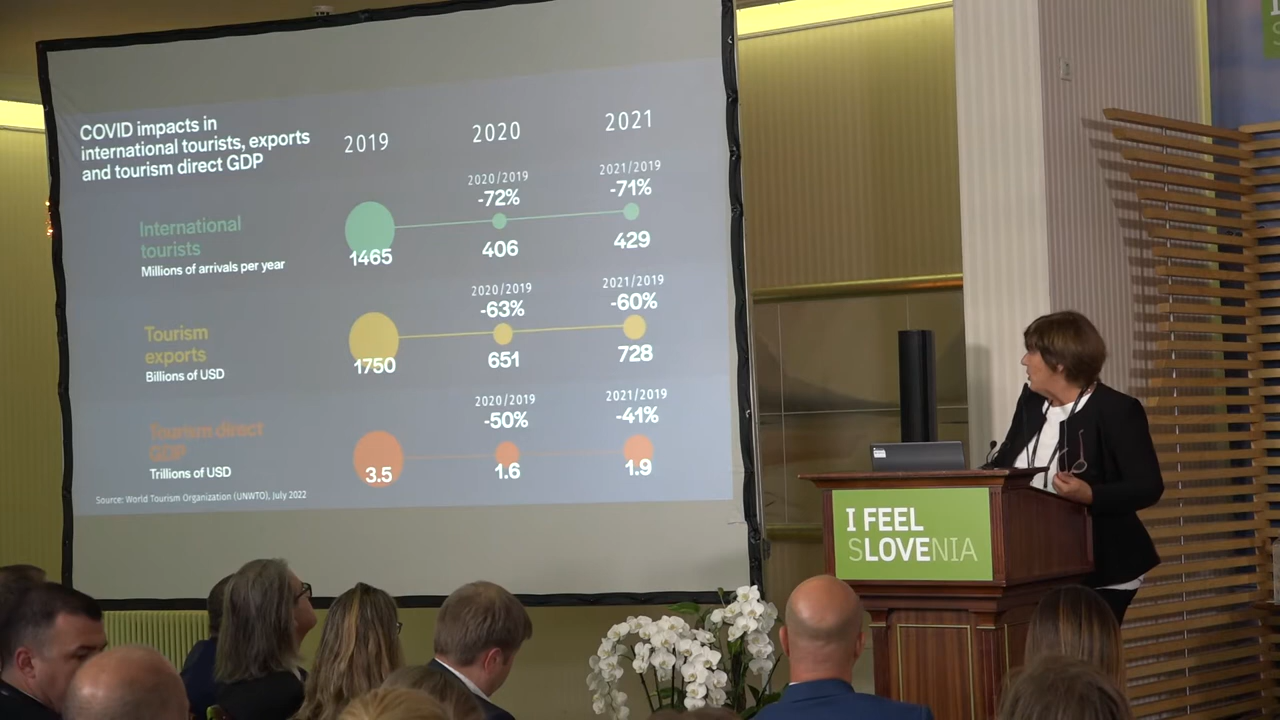 COVID impacts in
international tourists, exports
and tourism direct GDP
2019
2020
2021
2020/2019
2021/2019
-72%
-71%
International
tourists
Millions of arrivals per year
1465
406
429
2020/2019
2021/2019
-63%
-60%
Tourism
exports
Billions of USD
1750
651
728
2020/2019
2021/2019
-50%
-41%
Tourism direct
GDP
Trillions of USD
3.5
1.6
1.9
Source: World Tourism Organization (UNWTO), July 2022
I FEEL
SLOVENIA